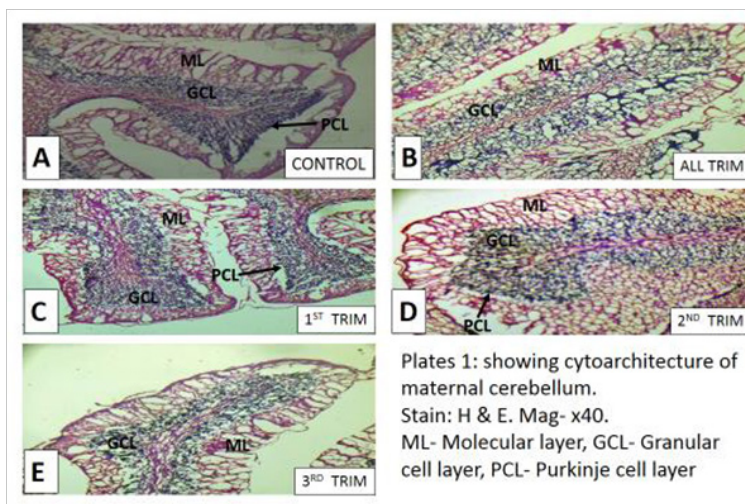 ML
GCL
PCL
A
CONTROL
ML
GCL
B
ALL TRIM
ML
PCL
GCL
C
1ST TRIM
ML
GCL
PCL
D
2ND TRIM
GCL
ML
E
3RD TRIM
Plates 1: showing cytoarchitecture of
maternal cerebellum.
Stain: H & E. Mag- x40.
ML- Molecular layer, GCL- Granular
cell layer, PCL- Purkinje cell layer